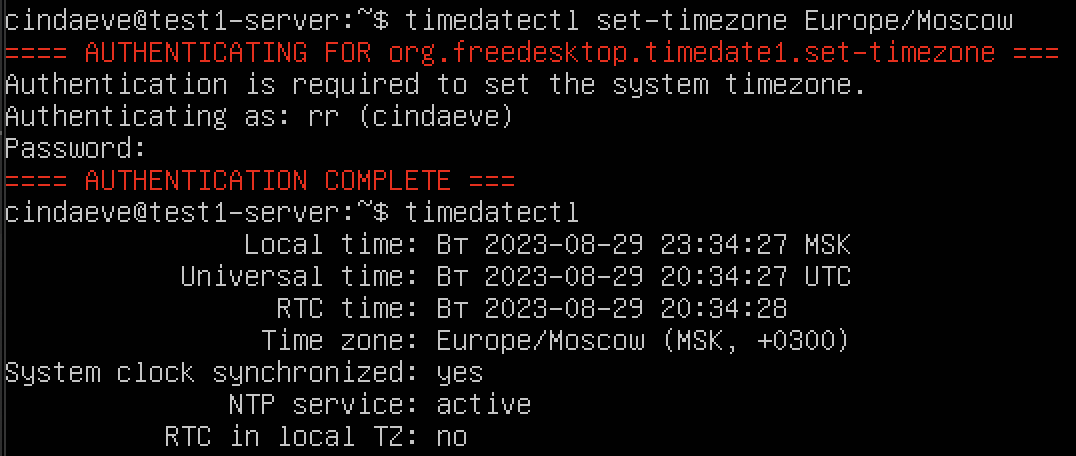 cindaeve@test1-server:~$ timedatectl set-timezone Europe/Moscow
==== AUTHENTICATING FOR org.freedesktop.timedate1.set-timezone ===
Authentication is required to set the system timezone.
Authenticating as: rr (cindaeve)
Password:
==== AUTHENTICATION COMPLETE ===
cindaeve@test1-server:~$ timedatectl
Local time: Вт 2023-08-29 23:34:27 MSK
Universal time: Вт 2023-08-29 20:34:27 UTC
RTC time: Вт 2023-08-29 20:34:28
Time zone: Europe/Moscow (MSK, +0300)
System clock synchronized: yes
NTP service: active
RTC in local TZ: no